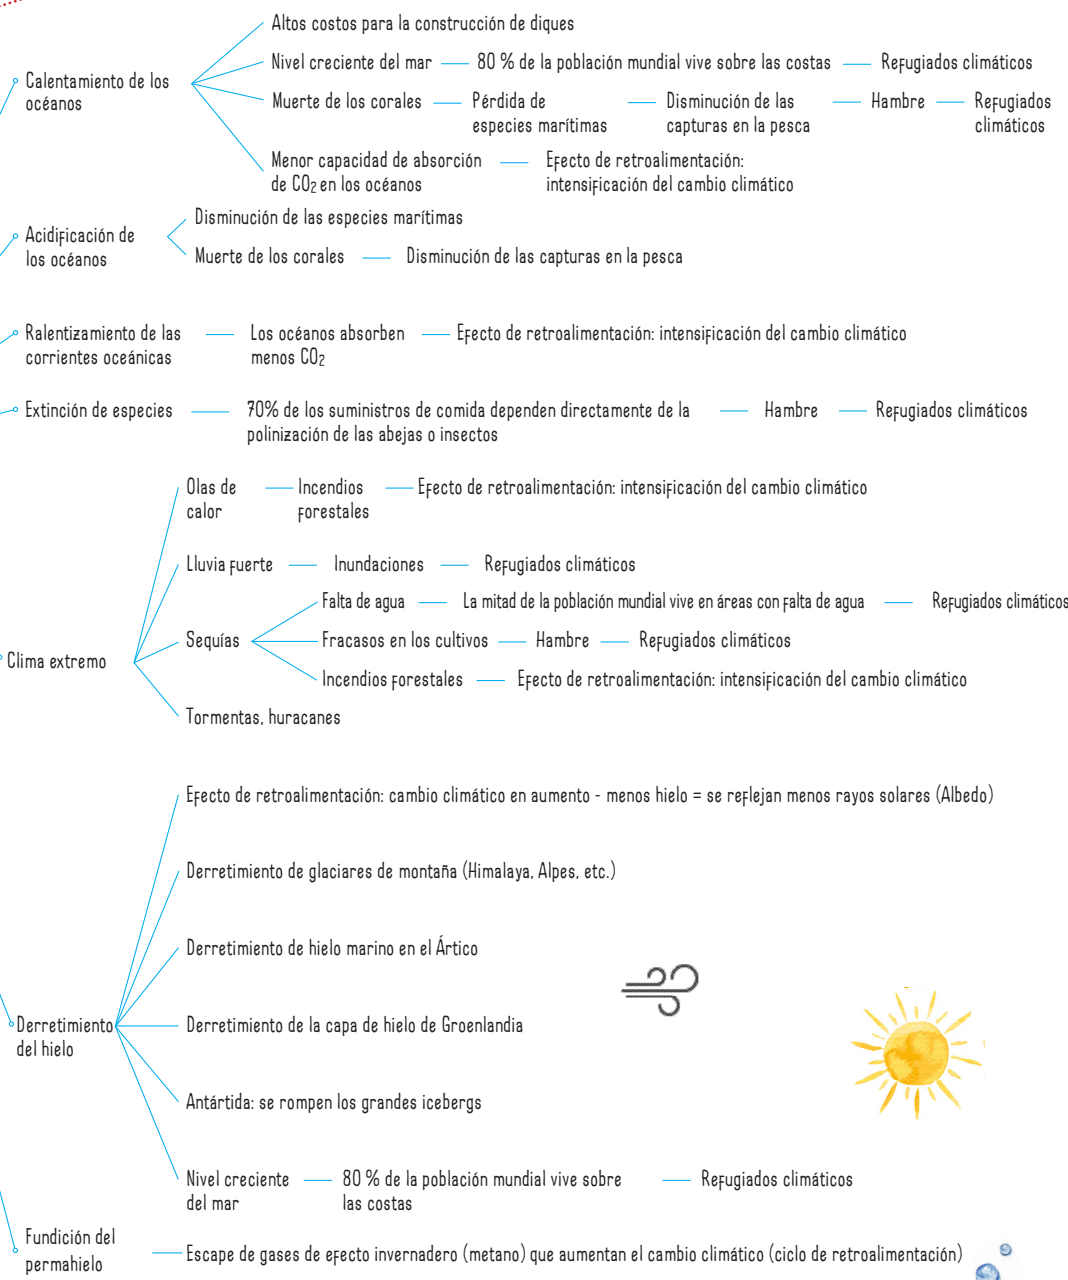 Altos costos para la construcción de diques
Calentamiento de los
océanos
Nivel creciente del mar — 80 % de la población mundial vive sobre las costas — Refugiados climáticos
Muerte de los corales — Pérdida de
especies marítimas — Disminución de las
capturas en la pesca — Hambre — Refugiados
climáticos
Menor capacidad de absorción
de CO2 en los océanos — Efecto de retroalimentación:
intensificación del cambio climático
Acidificación de
los océanos
Disminución de las especies marítimas
Muerte de los corales — Disminución de las capturas en la pesca
Ralentizamiento de las
corrientes oceánicas — Los océanos absorben
menos CO2 — Efecto de retroalimentación: intensificación del cambio climático
Extinción de especies — 70% de los suministros de comida dependen directamente de la
polinización de las abejas o insectos — Hambre — Refugiados climáticos
Clima extremo
Olas de
calor — Incendios
forestales — Efecto de retroalimentación: intensificación del cambio climático
Lluvia fuerte — Inundaciones — Refugiados climáticos
Sequías
Falta de agua — La mitad de la población mundial vive en áreas con falta de agua — Refugiados climáticos
Fracasos en los cultivos — Hambre — Refugiados climáticos
Incendios forestales — Efecto de retroalimentación: intensificación del cambio climático
Tormentas, huracanes
Derretimiento
del hielo
Efecto de retroalimentación: cambio climático en aumento - menos hielo = se reflejan menos rayos solares (Albedo)
Derretimiento de glaciares de montaña (Himalaya, Alpes, etc.)
Derretimiento de hielo marino en el Ártico
Derretimiento de la capa de hielo de Groenlandia
Antártida: se rompen los grandes icebergs
Nivel creciente
del mar — 80 % de la población mundial vive sobre
las costas — Refugiados climáticos
Fundición del
permahielo — Escape de gases de efecto invernadero (metano) que aumentan el cambio climático (ciclo de retroalimentación)